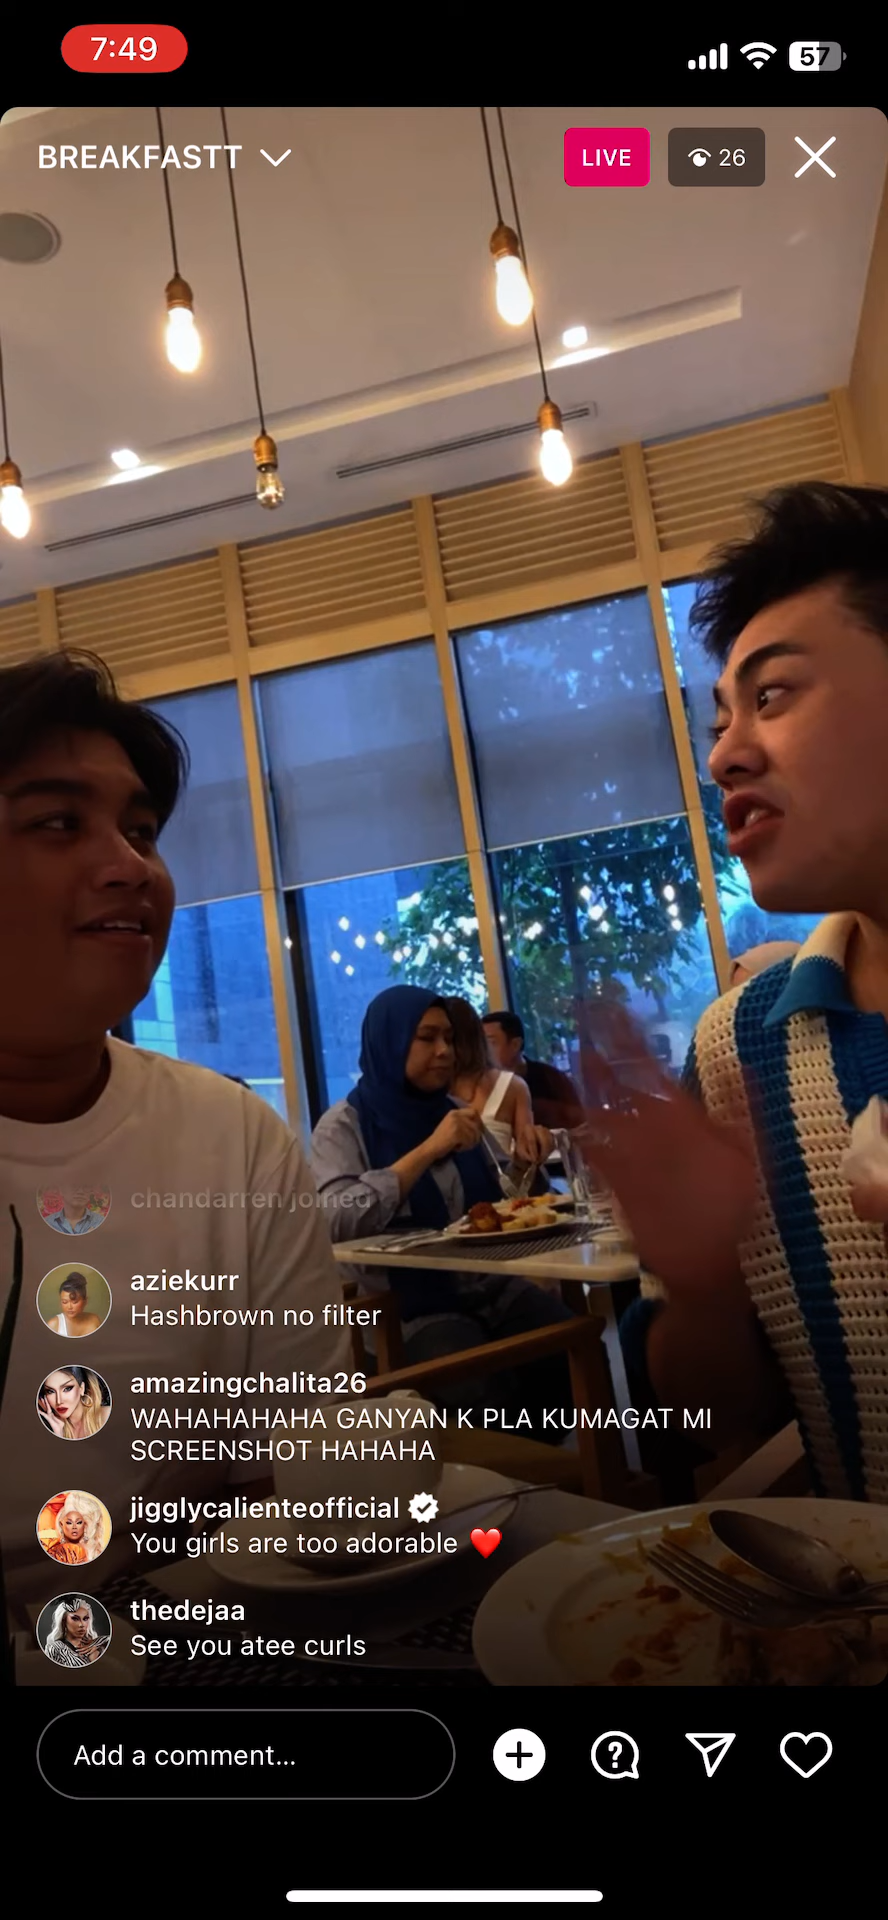 7:49
57
BREAKFASTT
LIVE
26
chandarren joined
aziekurr
Hashbrown no filter
amazingchalita26
WAHAHAHAHA GANYAN K PLA KUMAGAT MI
SCREENSHOT HAHAHA
jigglycalienteofficial
You girls are too adorable ❤️
thedejaa
See you atee curls
Add a comment...